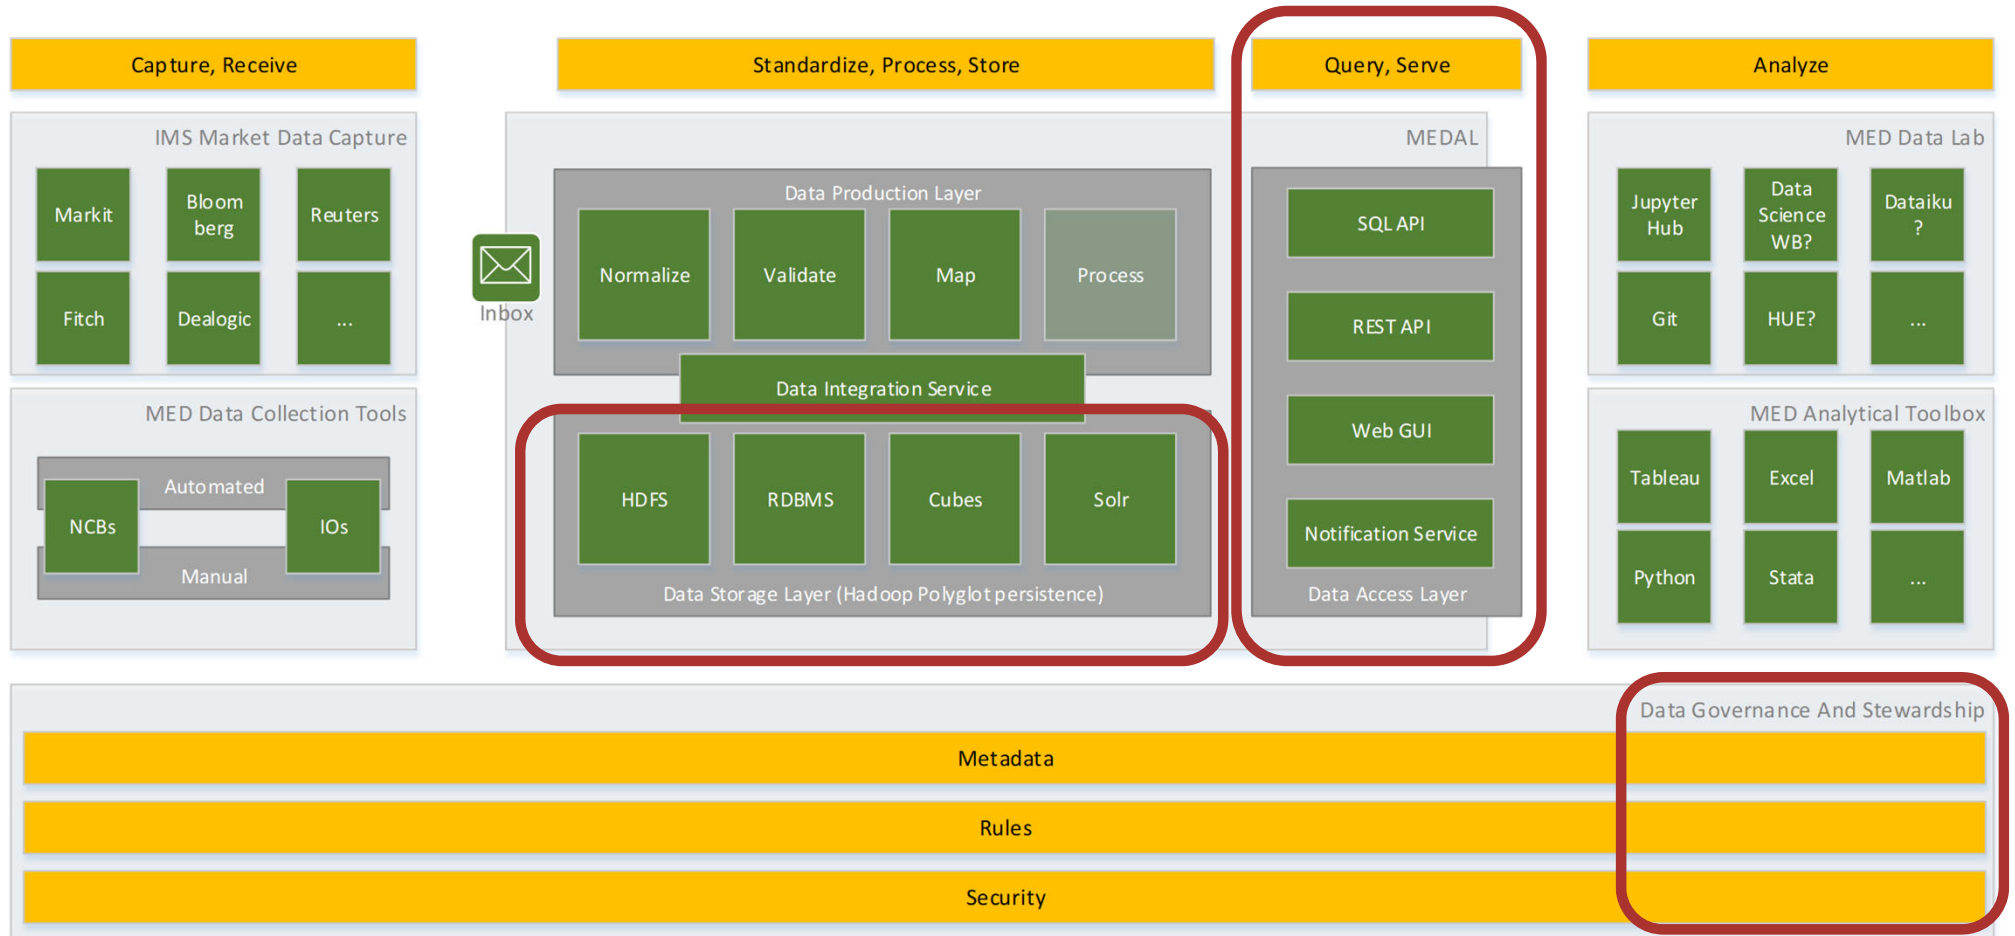 Capture, Receive
Standardize, Process, Store
Query, Serve
Analyze
IMS Market Data Capture
Markit
Bloom
berg
Reuters
Fitch
Dealogic
...
MED Data Collection Tools
Automated
NCBs
IOs
Manual
Inbox
MEDAL
Data Production Layer
Normalize
Validate
Map
Process
Data Integration Service
HDFS
RDBMS
Cubes
Solr
Data Storage Layer (Hadoop Polyglot persistence)
SQL API
REST API
Web GUI
Notification Service
Data Access Layer
MED Data Lab
Jupyter
Hub
Data
Science
WB?
Dataiku
?
Git
HUE?
...
MED Analytical Toolbox
Tableau
Excel
Matlab
Python
Stata
...
Data Governance And Stewardship
Metadata
Rules
Security